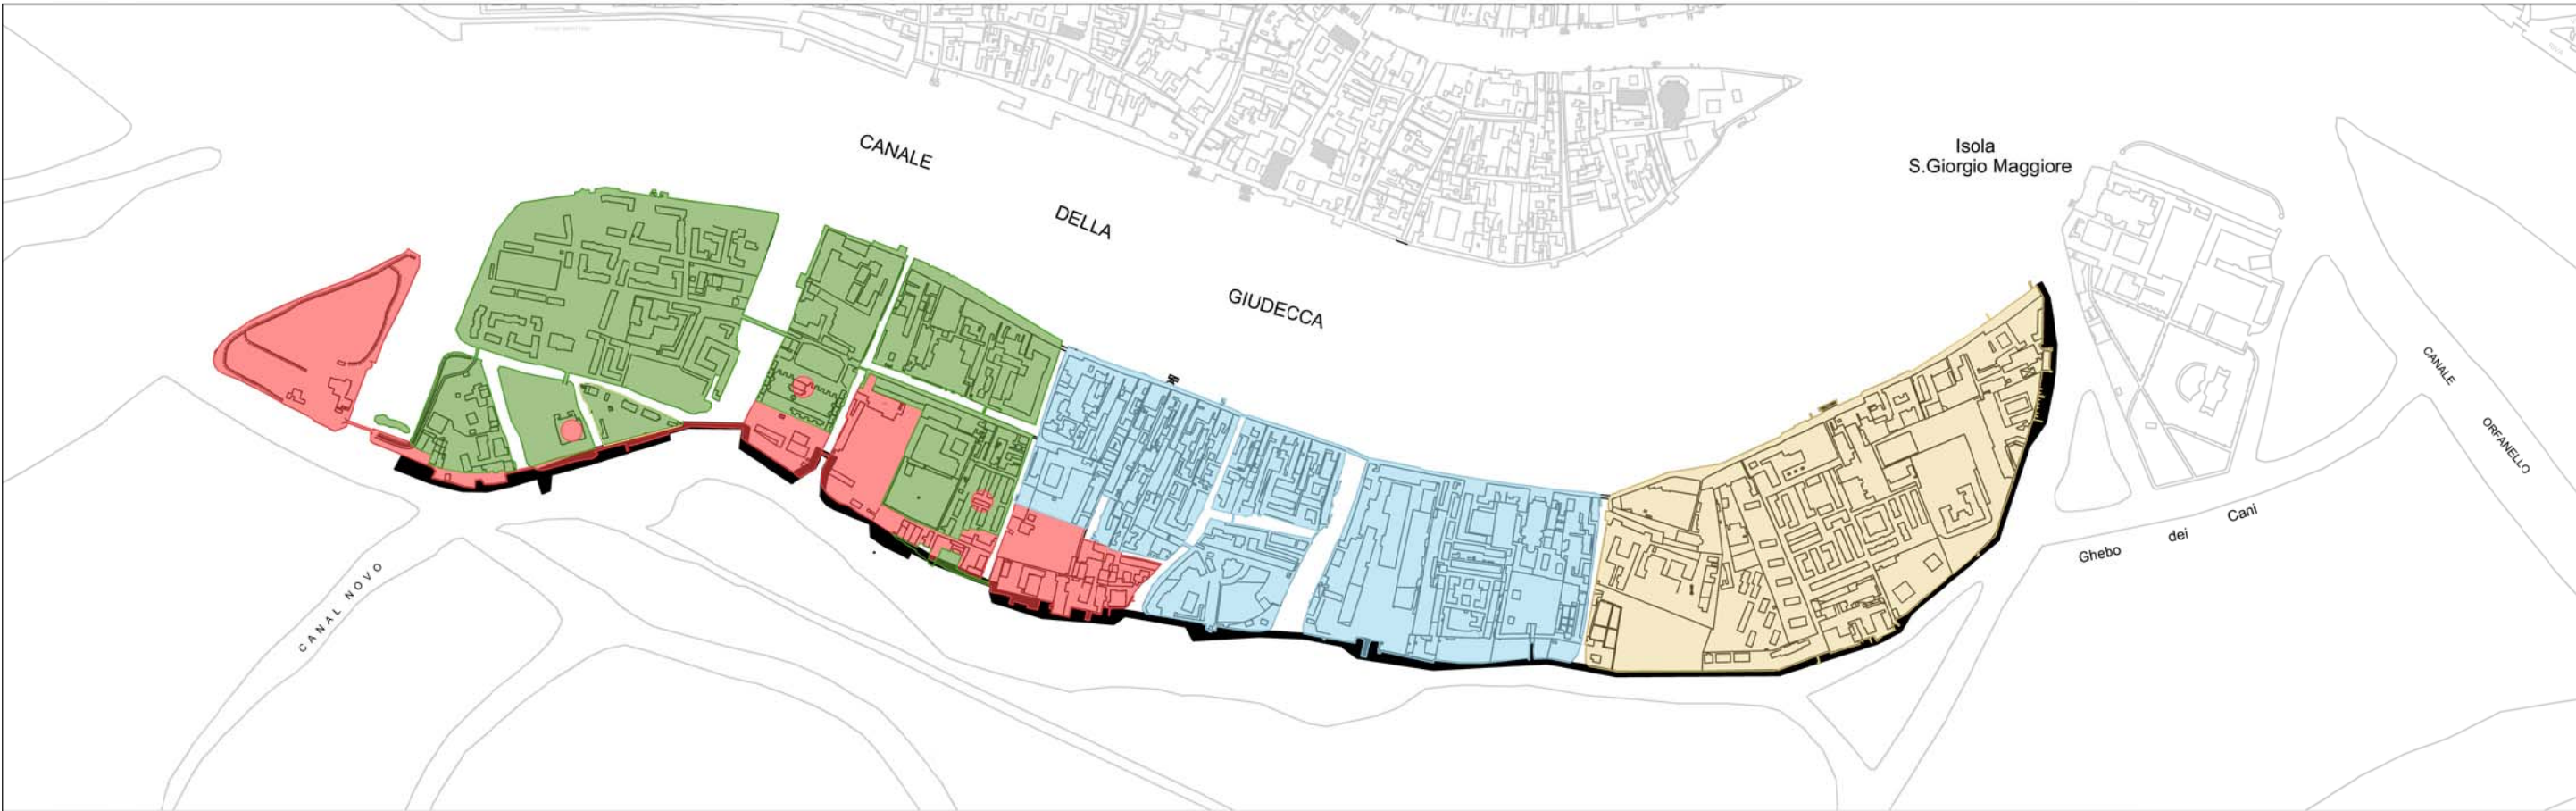 CANALE
DELLA
GIUDECCA
Isola
S.Giorgio Maggiore
CANALE
ORFANELLO
Ghebo dei Cani
CANAL NOVO